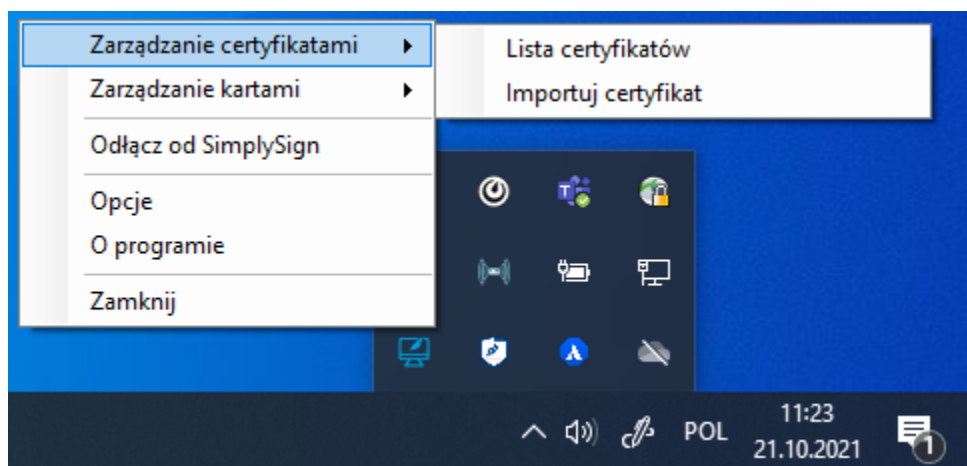 Zarządzanie certyfikatami
Lista certyfikatów
Importuj certyfikat
Zarządzanie kartami
Odłącz od SimplySign
Opcje
O programie
Zamknij
POL
11:23
21.10.2021
1